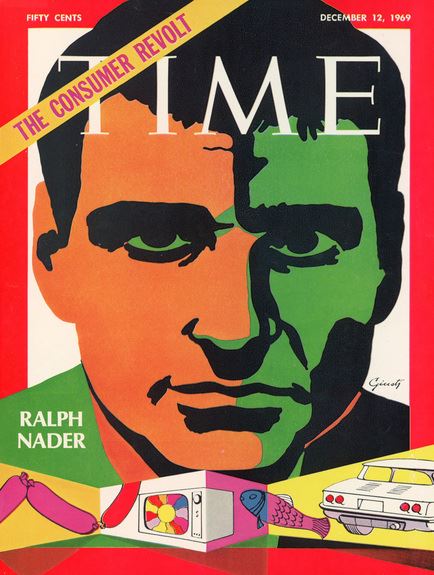 FIFTY CENTS
DECEMBER 12, 1969
THE CONSUMER REVOLT
TIME
Giusti
RALPH
NADER